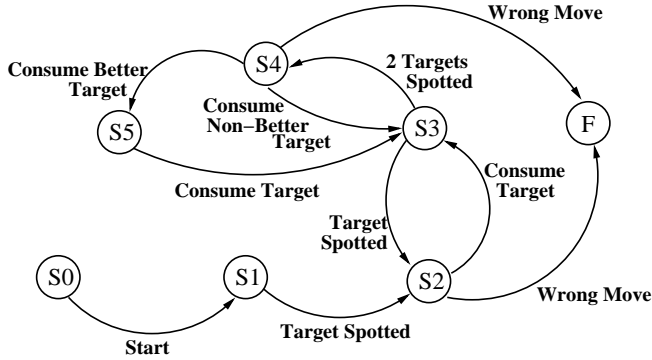 Wrong Move
S4
2 Targets
Spotted
Consume Better
Target
Consume
Non–Better
Target
S5
S3
F
Consume Target
Consume
Target
Target
Spotted
S0
S1
S2
Wrong Move
Target Spotted
Start